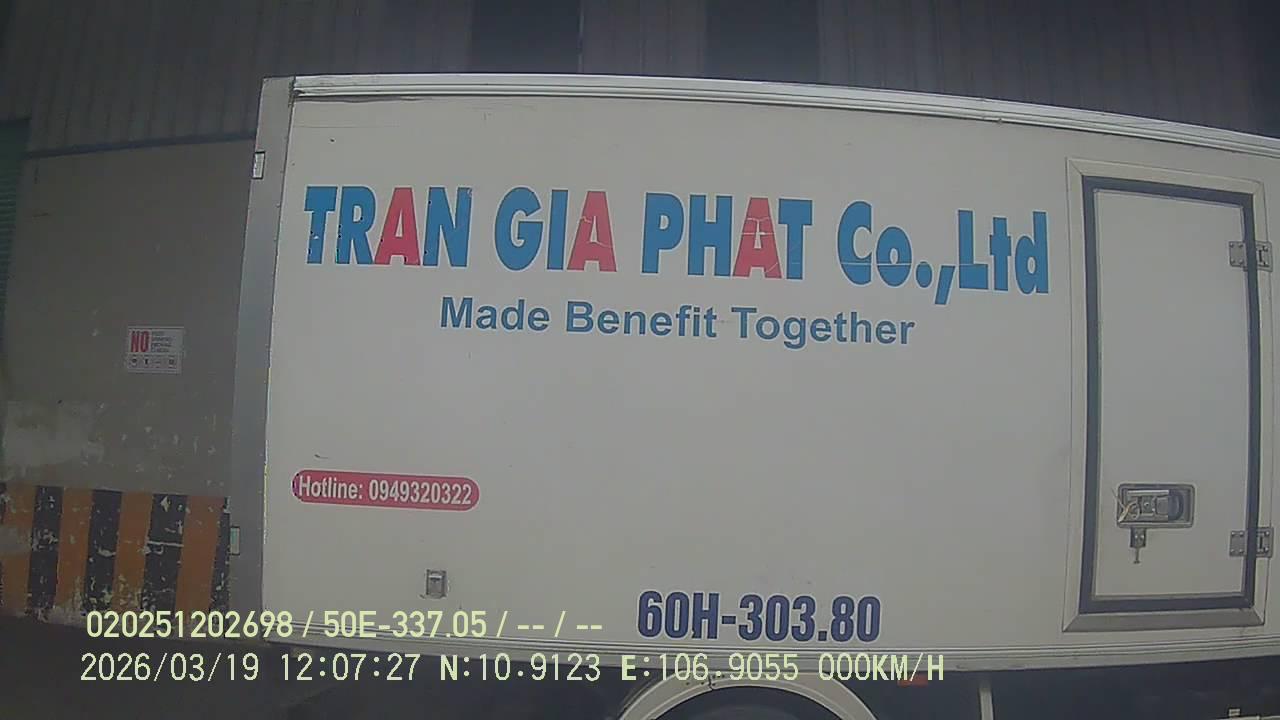 TRAN GIA PHAT Co.,Ltd
Made Benefit Together
NO
Hotline: 0949320322
60H-303.80
020251202698 / 50E-337.05 / -- / --
2026/03/19 12:07:27 N:10.9123 E:106.9055 000KM/H